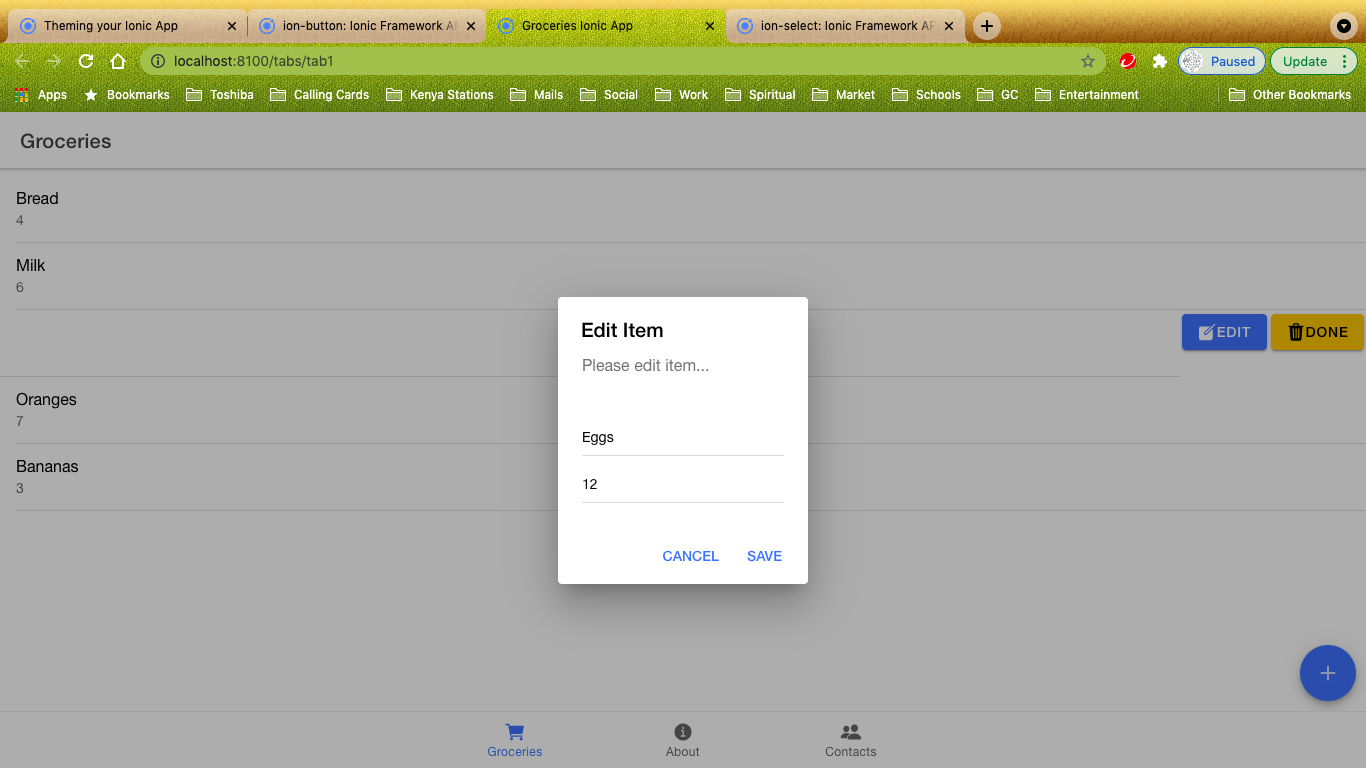 Theming your Ionic App
ion-button: Ionic Framework AP
Groceries Ionic App
ion-select: Ionic Framework AP
localhost:8100/tabs/tab1
Paused
Update
Apps
Bookmarks
Toshiba
Calling Cards
Kenya Stations
Mails
Social
Work
Spiritual
Market
Schools
GC
Entertainment
Other Bookmarks
Groceries
Bread
4
Milk
6
EDIT
DONE
Oranges
7
Bananas
3
Edit Item
Please edit item...
Eggs
12
CANCEL
SAVE
Groceries
About
Contacts